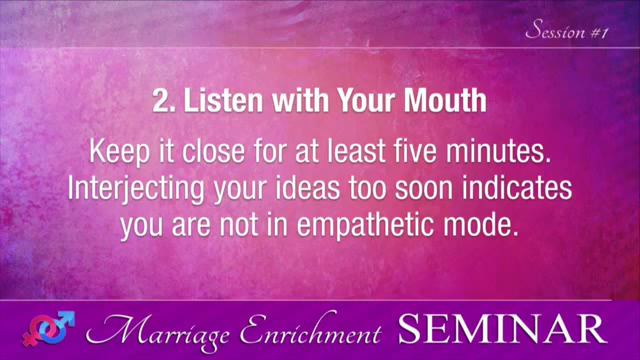 Session #1
2. Listen with Your Mouth
Keep it close for at least five minutes.
Interjecting your ideas too soon indicates
you are not in empathetic mode.
Marriage Enrichment SEMINAR